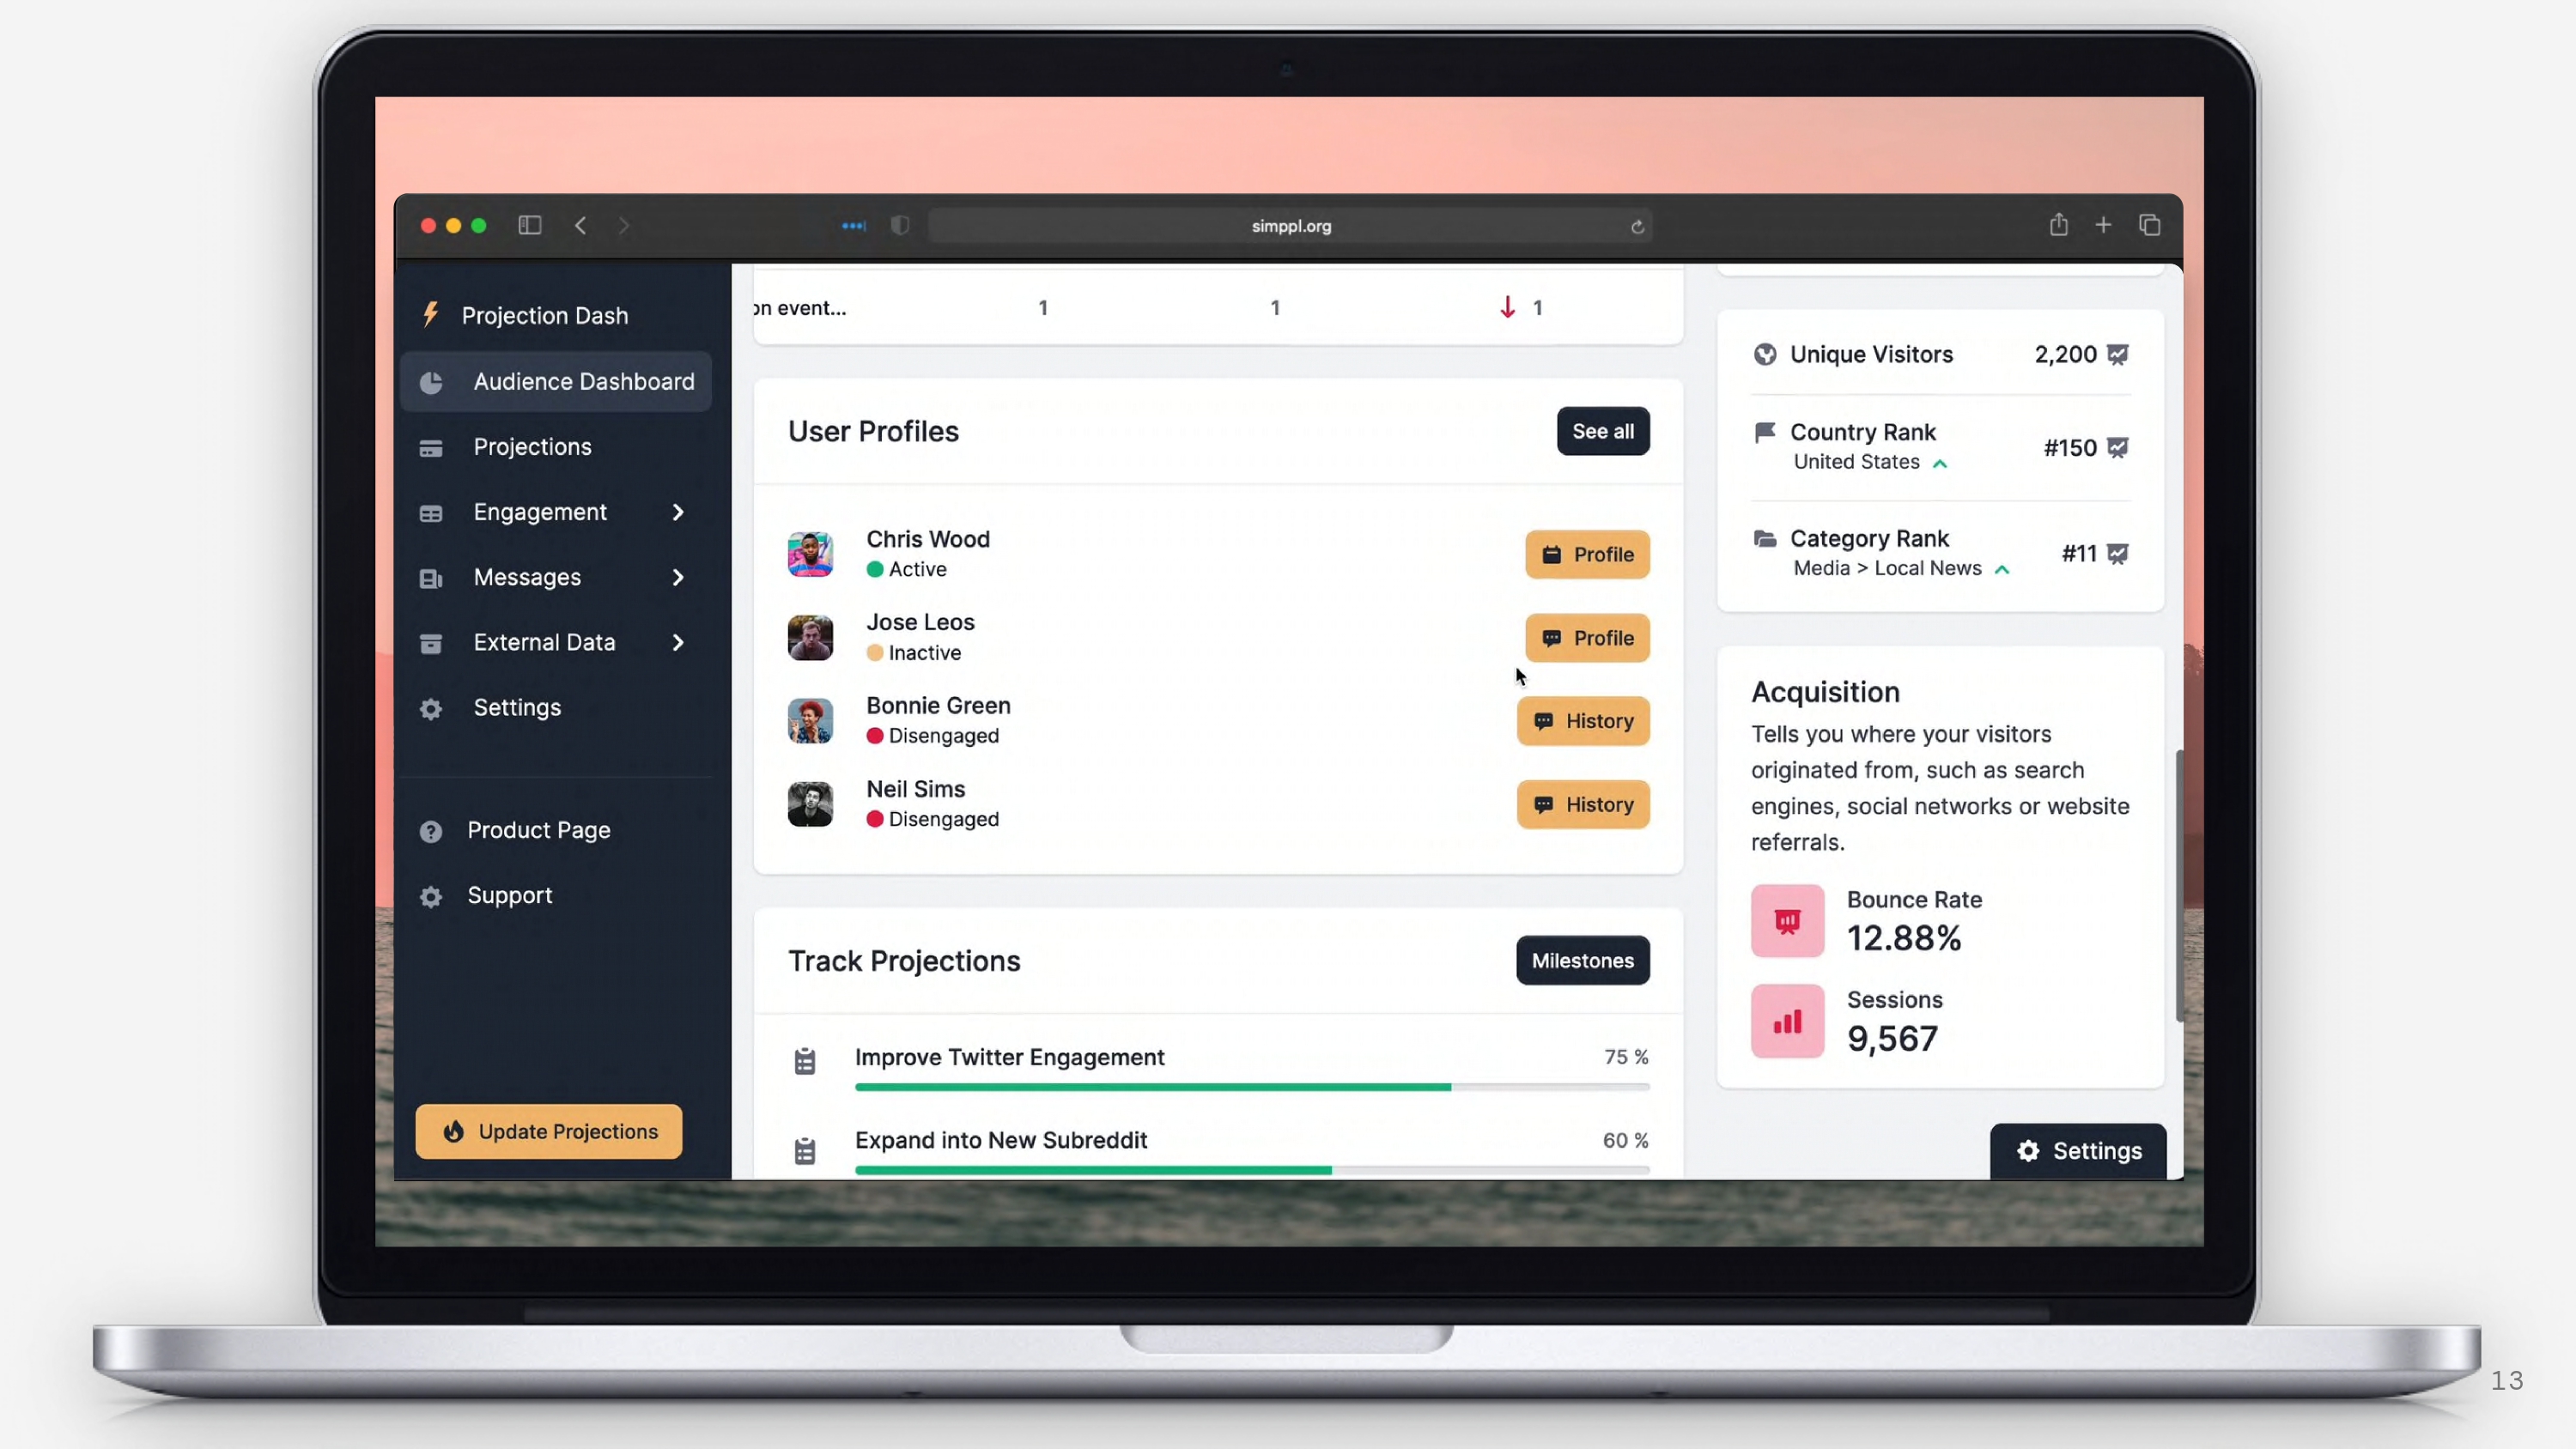 simppl.org
Projection Dash
Audience Dashboard
Projections
Engagement
Messages
External Data
Settings
Product Page
Support
Update Projections
on event... 1 1 1
User Profiles See all
Chris Wood
Active
Profile
Jose Leos
Inactive
Profile
Bonnie Green
Disengaged
History
Neil Sims
Disengaged
History
Track Projections Milestones
Improve Twitter Engagement 75 %
Expand into New Subreddit 60 %
Unique Visitors 2,200
Country Rank
United States
#150
Category Rank
Media > Local News
#11
Acquisition
Tells you where your visitors
originated from, such as search
engines, social networks or website
referrals.
Bounce Rate
12.88%
Sessions
9,567
Settings
13